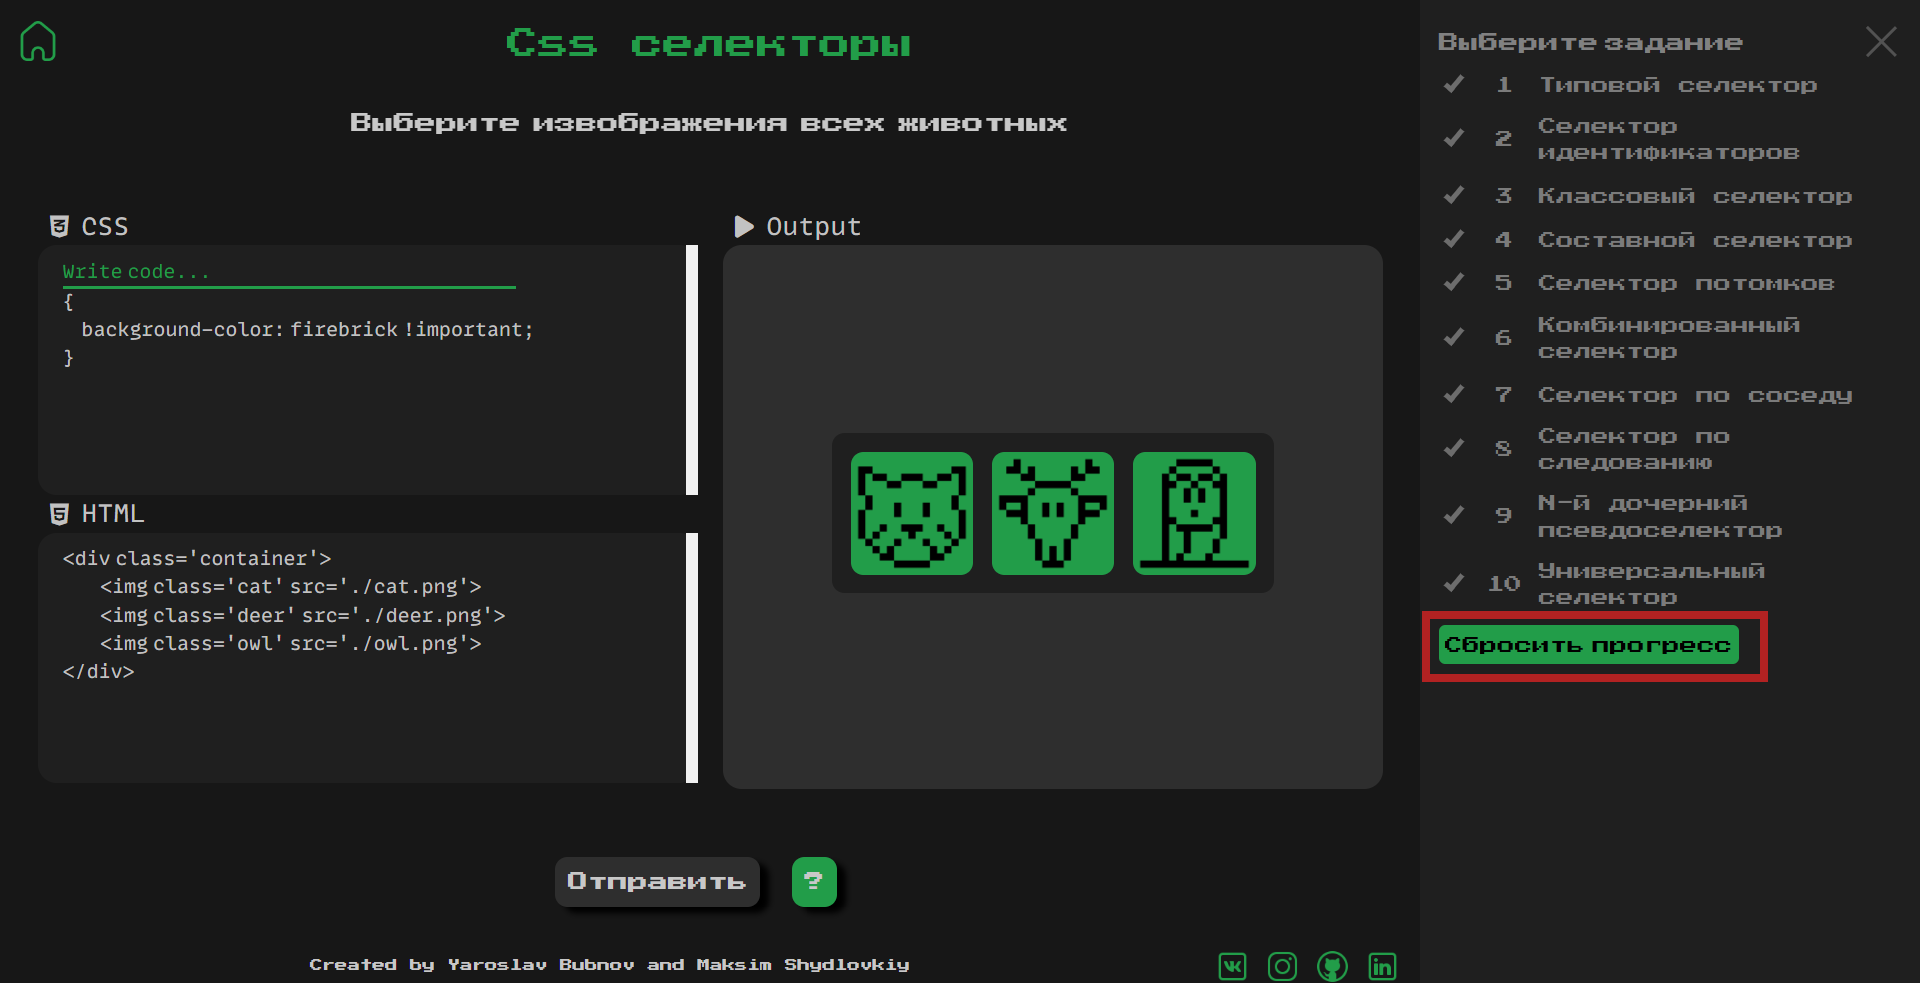 Css селекторы
Выберите извображения всех животных
CSS
Write code...
{
background-color: firebrick !important;
}
HTML
<div class='container'>
<img class='cat' src='./cat.png'>
<img class='deer' src='./deer.png'>
<img class='owl' src='./owl.png'>
</div>
Output
Отправить
?
Created by Yaroslav Bubnov and Maksim Shydlovkiy
Выберите задание
1 Типовой селектор
2 Селектор
идентификаторов
3 Классовый селектор
4 Составной селектор
5 Селектор потомков
6 Комбинированный
селектор
7 Селектор по соседу
8 Селектор по
следованию
9 N-й дочерний
псевдоселектор
10 Универсальный
селектор
Сбросить прогресс